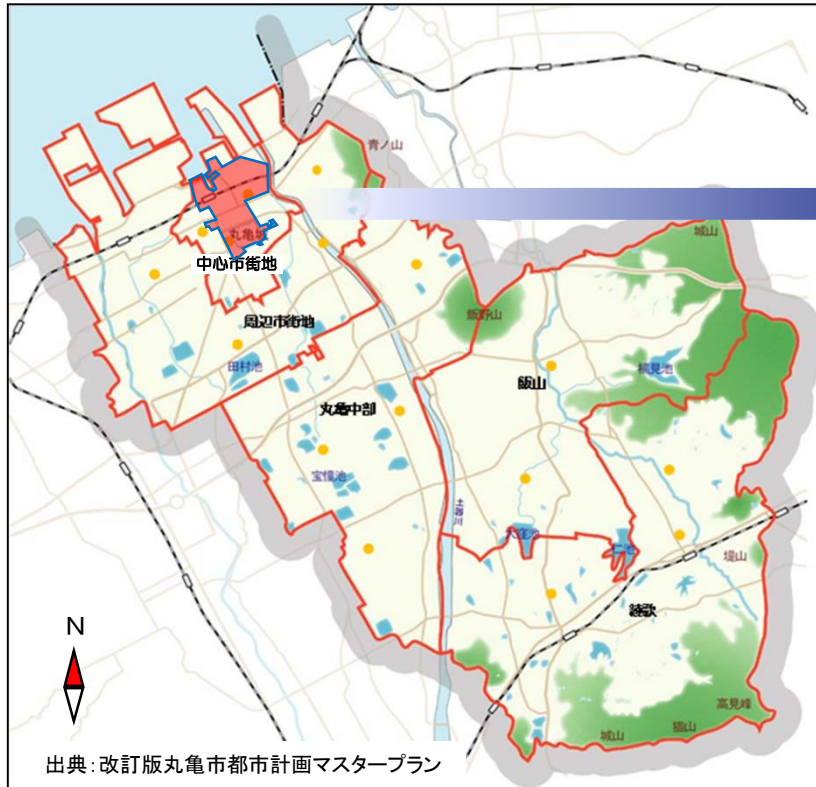 青ノ山
城山
丸亀城
中心市街地
飯野山
周辺市街地
田村池
飯山
楠見池
丸亀中部
宝憧池
土器川
大窪池
仁池
堤山
綾歌
N
高見峰
猫山
城山
出典：改訂版丸亀市都市計画マスタープラン